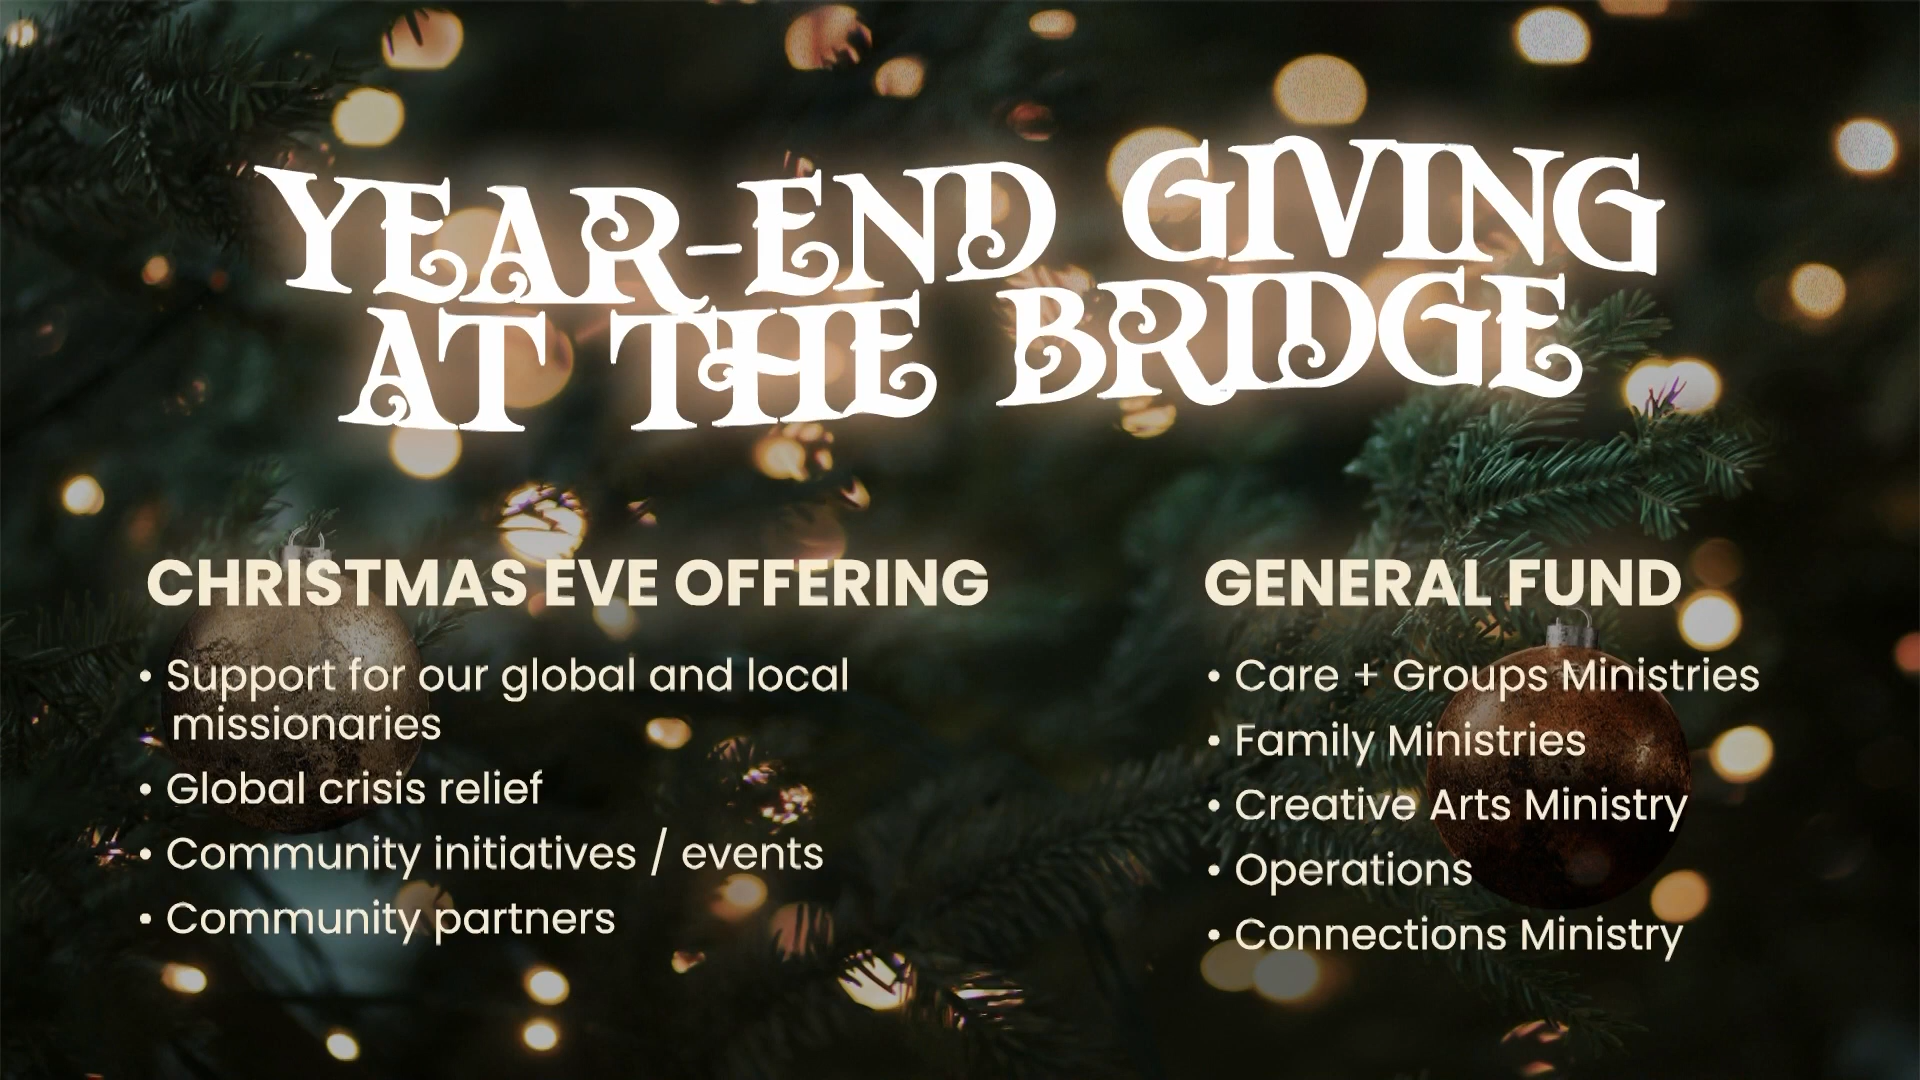 YEAR-END GIVING
AT THE BRIDGE
CHRISTMAS EVE OFFERING
• Support for our global and local
missionaries
• Global crisis relief
• Community initiatives / events
• Community partners
GENERAL FUND
• Care + Groups Ministries
• Family Ministries
• Creative Arts Ministry
• Operations
• Connections Ministry